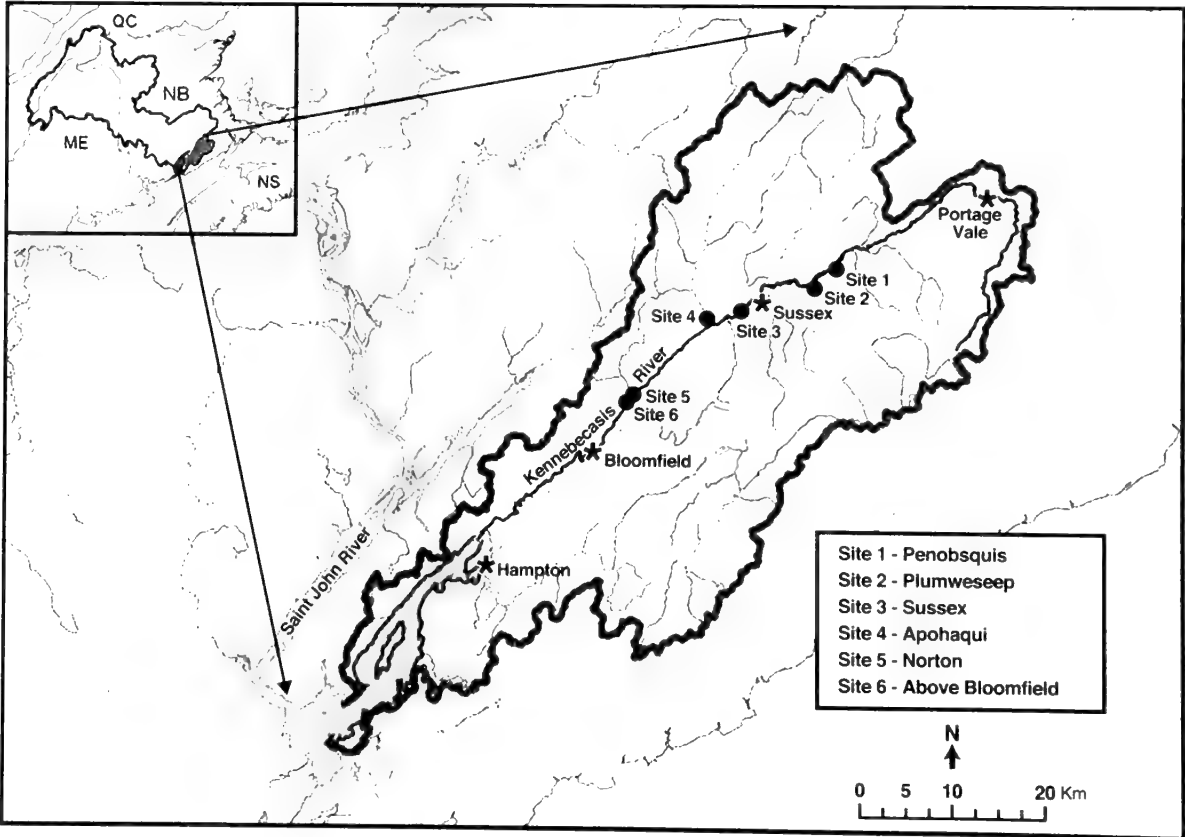 QC
NB
ME
NS
Portage
Vale
Site 1
Site 2
Sussex
Site 3
Site 4
River
Site 5
Site 6
Kennebecasis
Bloomfield
Hampton
Saint John River
Site 1 - Penobsquis
Site 2 - Plumweseep
Site 3 - Sussex
Site 4 - Apohaqui
Site 5 - Norton
Site 6 - Above Bloomfield
N
0 5 10 20 Km